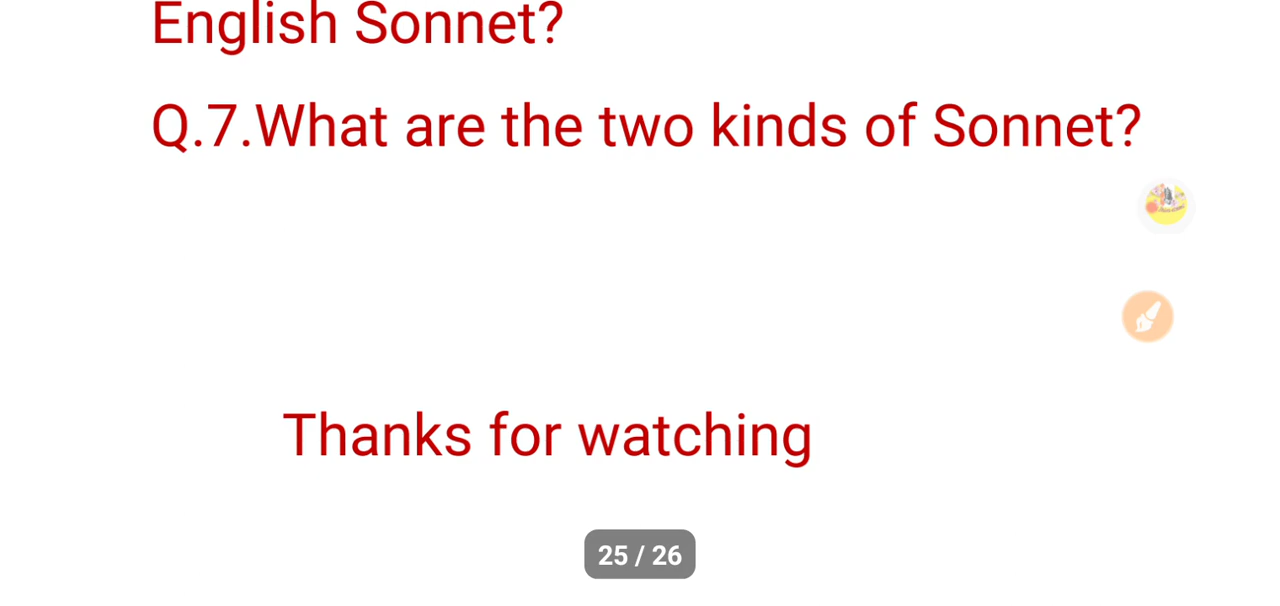 English Sonnet?
Q.7.What are the two kinds of Sonnet?
Thanks for watching
25 / 26